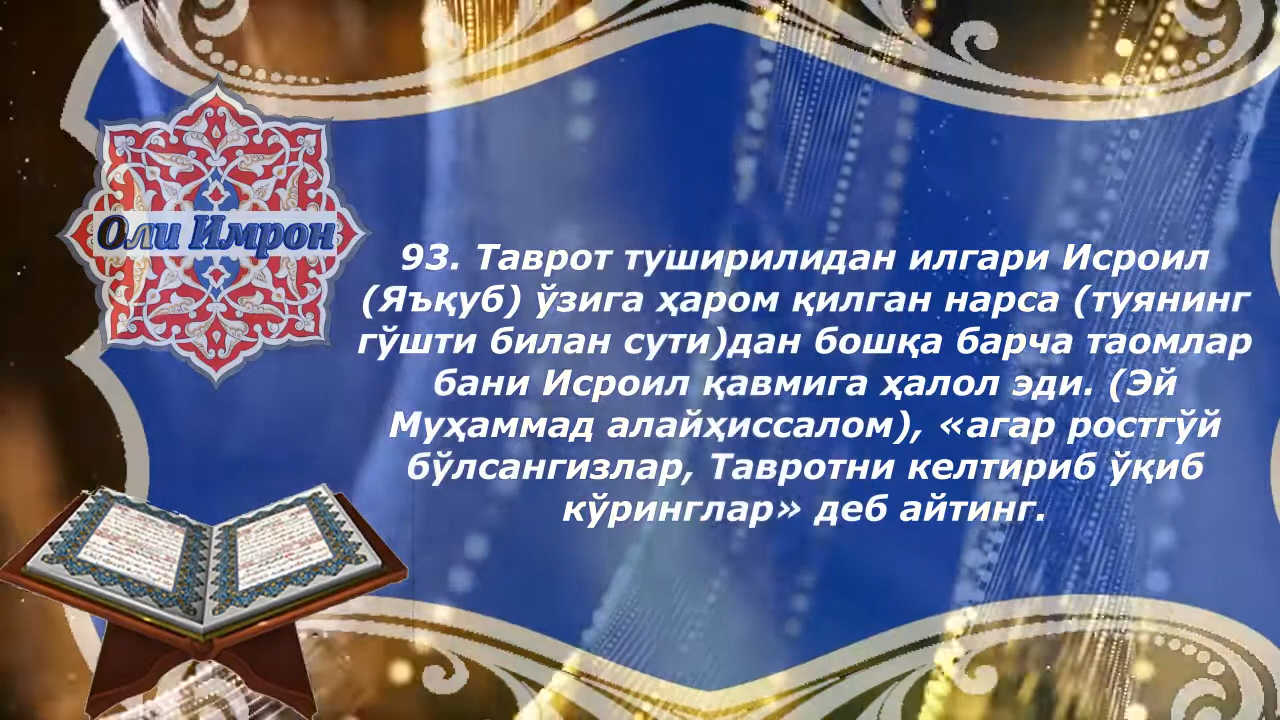 Оли Имрон
93. Таврот туширилидан илгари Исроил
(Яъқуб) ўзига ҳаром қилган нарса (туянинг
гўшти билан сути)дан бошқа барча таомлар
бани Исроил қавмига ҳалол эди. (Эй
Муҳаммад алайҳиссалом), «агар ростгўй
бўлсангизлар, Тавротни келтириб ўқиб
кўринглар» деб айтинг.